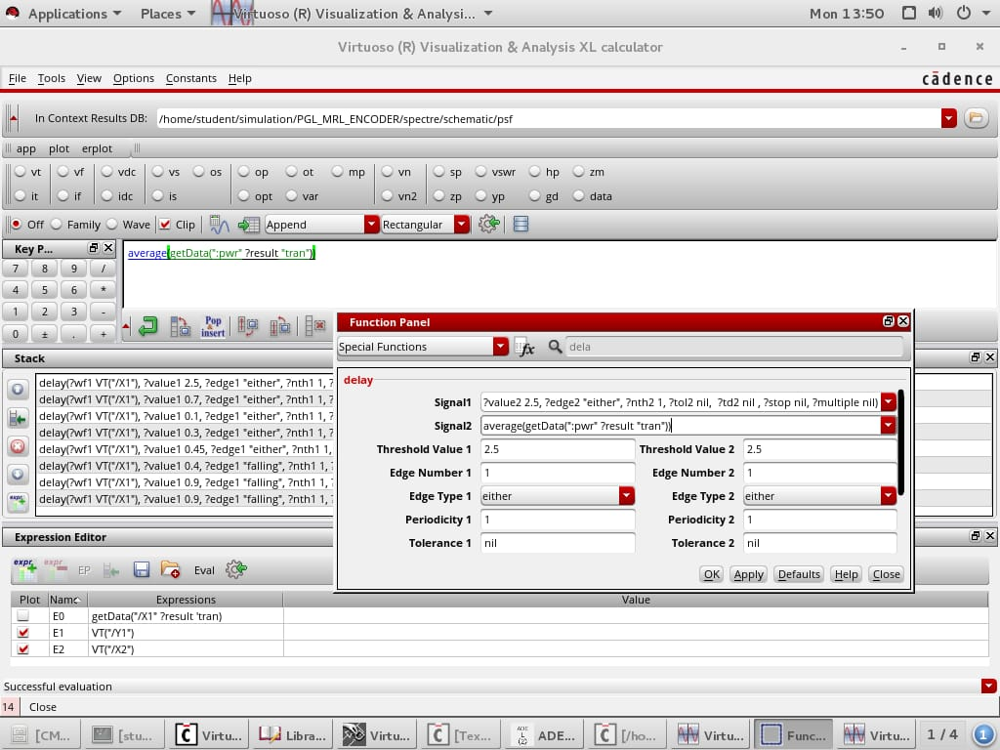 Applications Places Virtuoso (R) Visualization & Analysi... Mon 13:50
Virtuoso (R) Visualization & Analysis XL calculator
File Tools View Options Constants Help cādence
In Context Results DB: /home/student/simulation/PGL_MRL_ENCODER/spectre/schematic/psf
app plot erplot
vt vf vdc vs os op ot mp vn sp vswr hp zm
it if idc is opt var vn2 zp yp gd data
Off Family Wave Clip Append Rectangular
Key P...
7 8 9 /
4 5 6 *
1 2 3 -
0 ± . +
average(getData(":pwr" ?result "tran"))
Pop
insert
Stack
delay(?wf1 VT("/X1"), ?value1 2.5, ?edge1 "either", ?nth1 1, ?
delay(?wf1 VT("/X1"), ?value1 0.7, ?edge1 "either", ?nth1 1, ?
delay(?wf1 VT("/X1"), ?value1 0.1, ?edge1 "either", ?nth1 1, ?
delay(?wf1 VT("/X1"), ?value1 0.3, ?edge1 "either", ?nth1 1, ?
delay(?wf1 VT("/X1"), ?value1 0.45, ?edge1 "either", ?nth1 1,
delay(?wf1 VT("/X1"), ?value1 0.4, ?edge1 "falling", ?nth1 1, ?
delay(?wf1 VT("/X1"), ?value1 0.9, ?edge1 "falling", ?nth1 1, ?
delay(?wf1 VT("/X1"), ?value1 0.9, ?edge1 "falling", ?nth1 1, ?
expr
Function Panel
Special Functions fx dela
delay
Signal1 ?value2 2.5, ?edge2 "either", ?nth2 1, ?tol2 nil, ?td2 nil , ?stop nil, ?multiple nil)
Signal2 average(getData(":pwr" ?result "tran"))
Threshold Value 1 2.5 Threshold Value 2 2.5
Edge Number 1 1 Edge Number 2 1
Edge Type 1 either Edge Type 2 either
Periodicity 1 1 Periodicity 2 1
Tolerance 1 nil Tolerance 2 nil
OK Apply Defaults Help Close
Expression Editor
expr expr EP Eval
Plot Name Expressions Value
E0 getData("/X1" ?result 'tran)
E1 VT("/Y1")
E2 VT("/X2")
Successful evaluation
14 Close
[CM... [stu... Virtu... Libra... Virtu... [Tex... ADE... [/ho... Virtu... Func... Virtu... 1 / 4 1